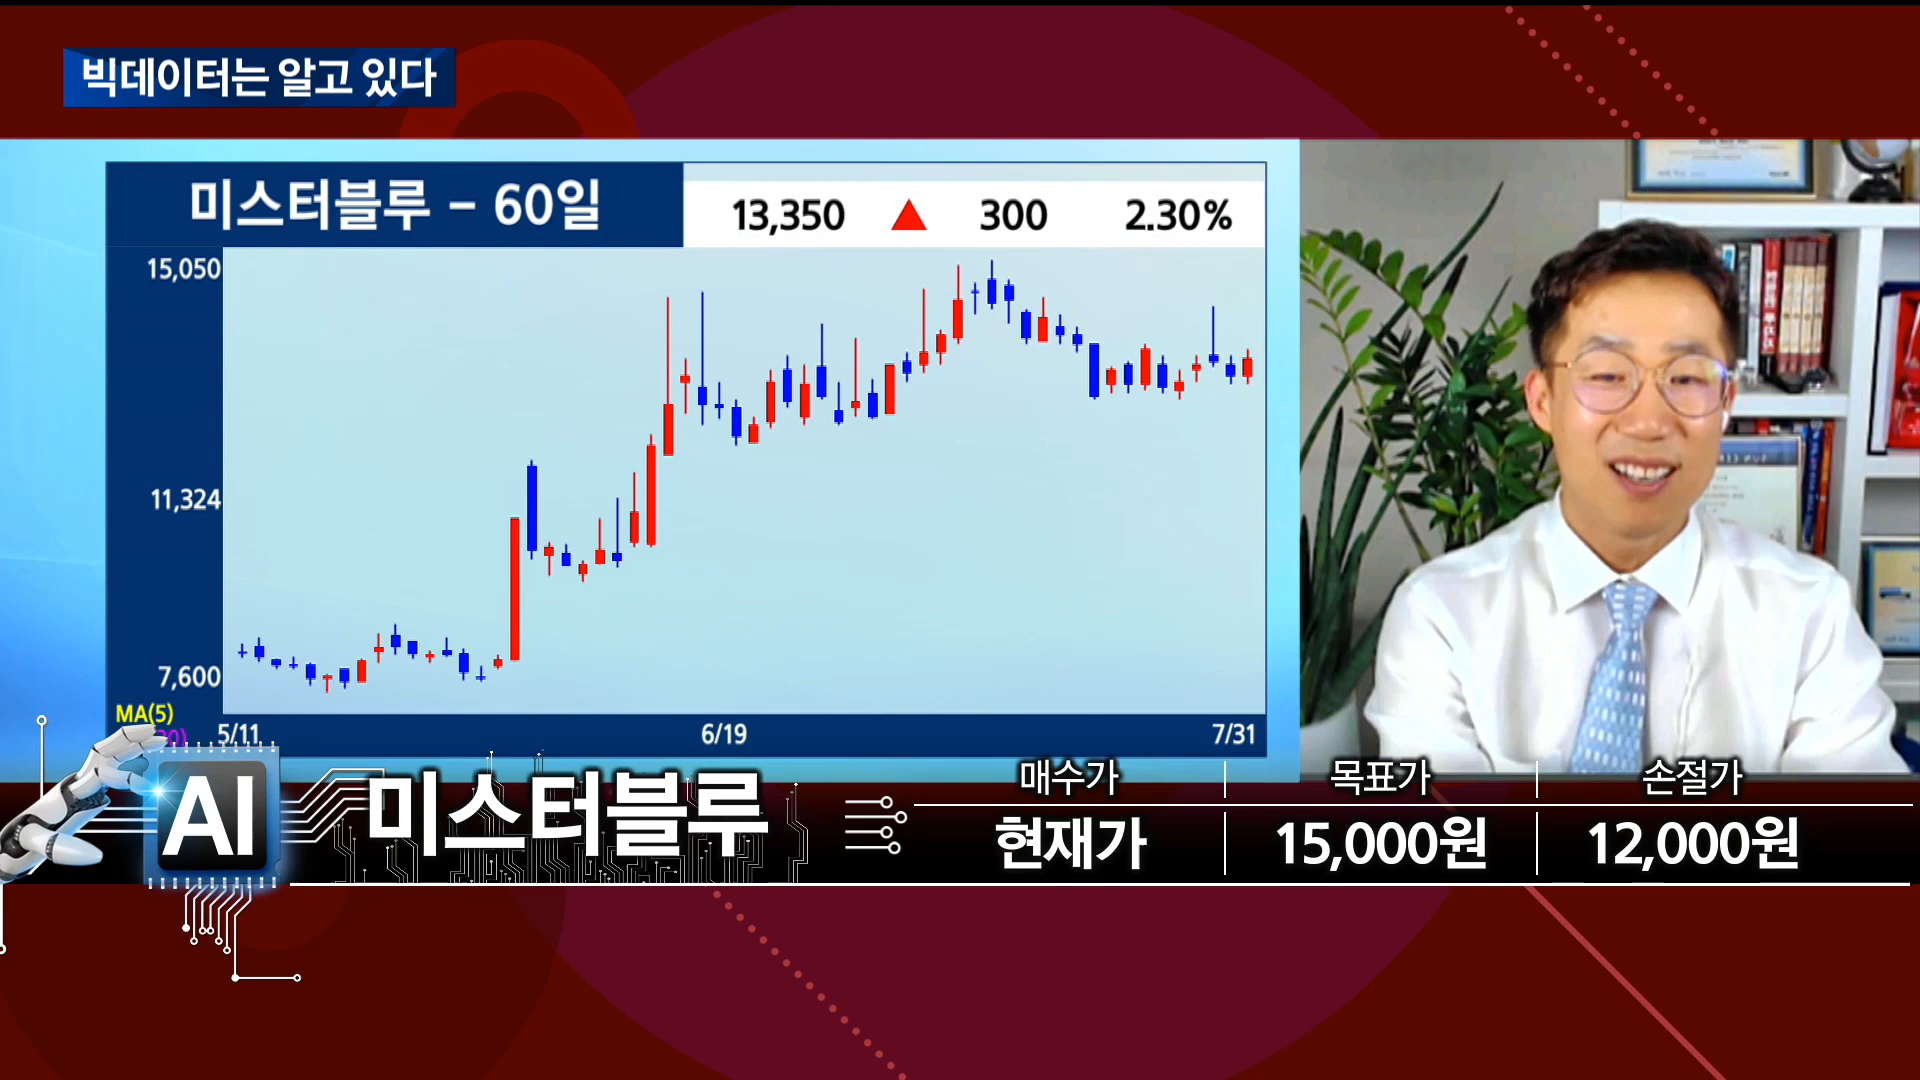 빅데이터는 알고 있다
미스터블루 - 60일
13,350 ▲ 300 2.30%
15,050
11,324
7,600
MA(5)
5/11 6/19 7/31
AI
미스터블루
매수가 목표가 손절가
현재가 15,000원 12,000원